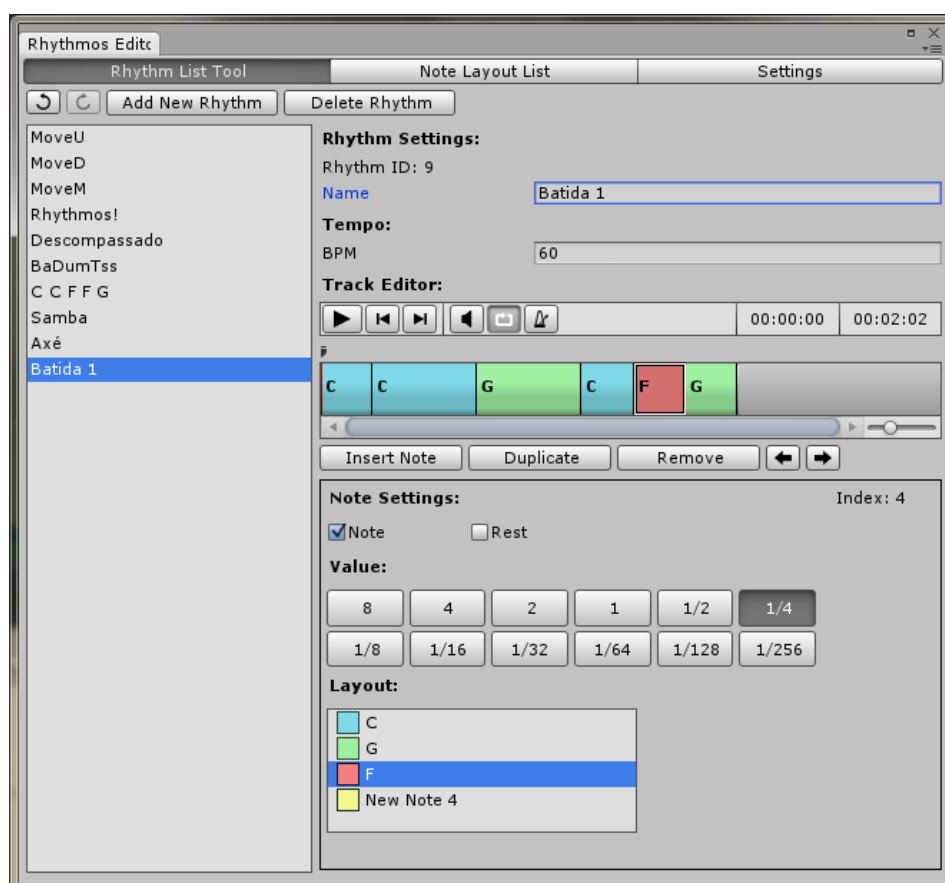 Rhythmos Editc
Rhythm List Tool Note Layout List Settings
Add New Rhythm Delete Rhythm
MoveU
MoveD
MoveM
Rhythmos!
Descompassado
BaDumTss
C C F F G
Samba
Axé
Batida 1
Rhythm Settings:
Rhythm ID: 9
Name Batida 1
Tempo:
BPM 60
Track Editor:
00:00:00 00:02:02
C C G C F G
Insert Note Duplicate Remove
Note Settings: Index: 4
Note Rest
Value:
8 4 2 1 1/2 1/4
1/8 1/16 1/32 1/64 1/128 1/256
Layout:
C
G
F
New Note 4